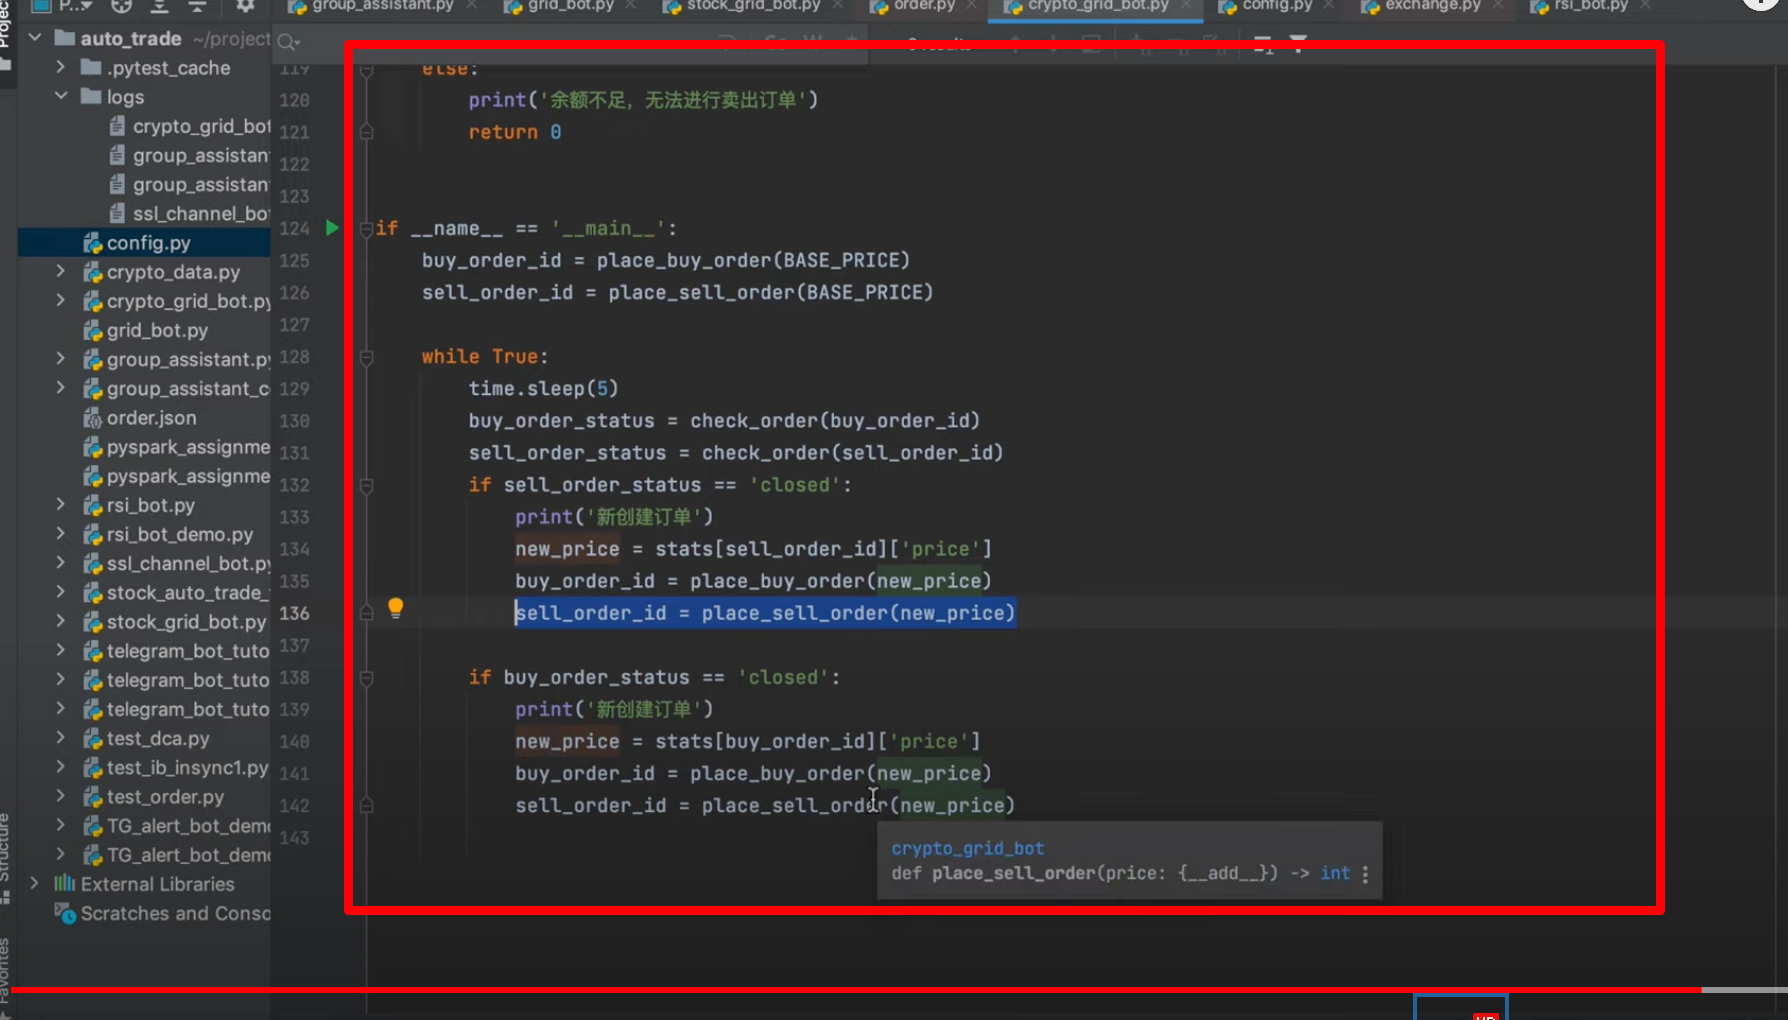 P...
group_assistant.py
grid_bot.py
stock_grid_bot.py
order.py
crypto_grid_bot.py
config.py
exchange.py
rsi_bot.py
auto_trade ~/project
.pytest_cache
logs
crypto_grid_bot
group_assistant
group_assistant
ssl_channel_bot
config.py
crypto_data.py
crypto_grid_bot.py
grid_bot.py
group_assistant.py
group_assistant_c
order.json
pyspark_assignme
pyspark_assignme
rsi_bot.py
rsi_bot_demo.py
ssl_channel_bot.py
stock_auto_trade_
stock_grid_bot.py
telegram_bot_tuto
telegram_bot_tuto
telegram_bot_tuto
test_dca.py
test_ib_insync1.py
test_order.py
TG_alert_bot_demo
TG_alert_bot_demo
External Libraries
Scratches and Conso
Structure
Favorites
119 else:
120 print('余额不足，无法进行卖出订单')
121 return 0
122
123
124 if __name__ == '__main__':
125 buy_order_id = place_buy_order(BASE_PRICE)
126 sell_order_id = place_sell_order(BASE_PRICE)
127
128 while True:
129 time.sleep(5)
130 buy_order_status = check_order(buy_order_id)
131 sell_order_status = check_order(sell_order_id)
132 if sell_order_status == 'closed':
133 print('新创建订单')
134 new_price = stats[sell_order_id]['price']
135 buy_order_id = place_buy_order(new_price)
136 sell_order_id = place_sell_order(new_price)
137
138 if buy_order_status == 'closed':
139 print('新创建订单')
140 new_price = stats[buy_order_id]['price']
141 buy_order_id = place_buy_order(new_price)
142 sell_order_id = place_sell_order(new_price)
143
crypto_grid_bot
def place_sell_order(price: {__add__}) -> int